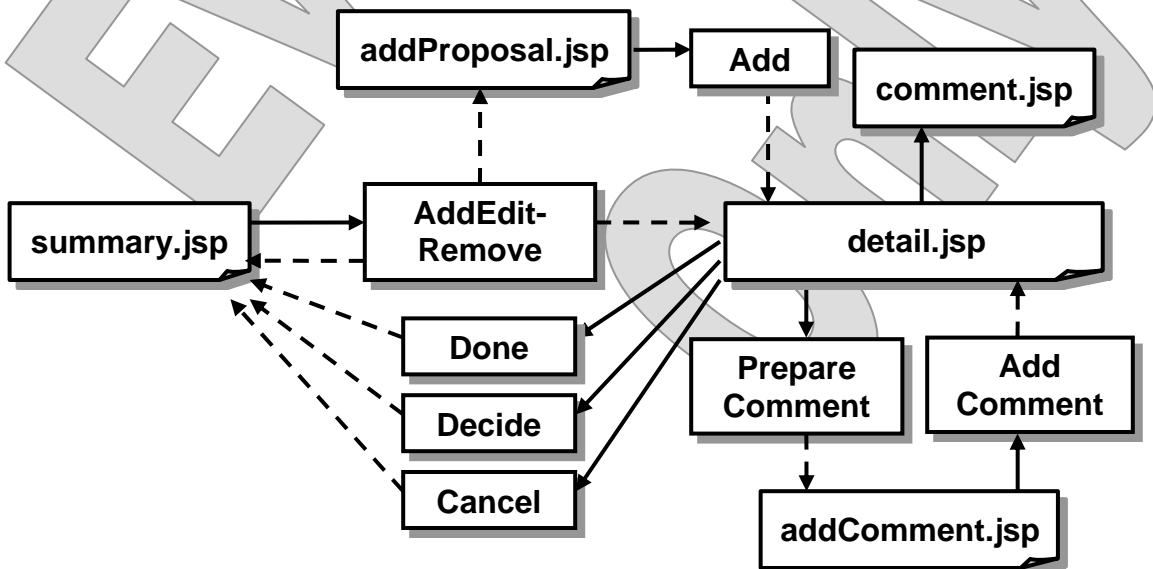 addProposal.jsp
Add
comment.jsp
summary.jsp
AddEdit-
Remove
detail.jsp
Done
Decide
Cancel
Prepare
Comment
Add
Comment
addComment.jsp